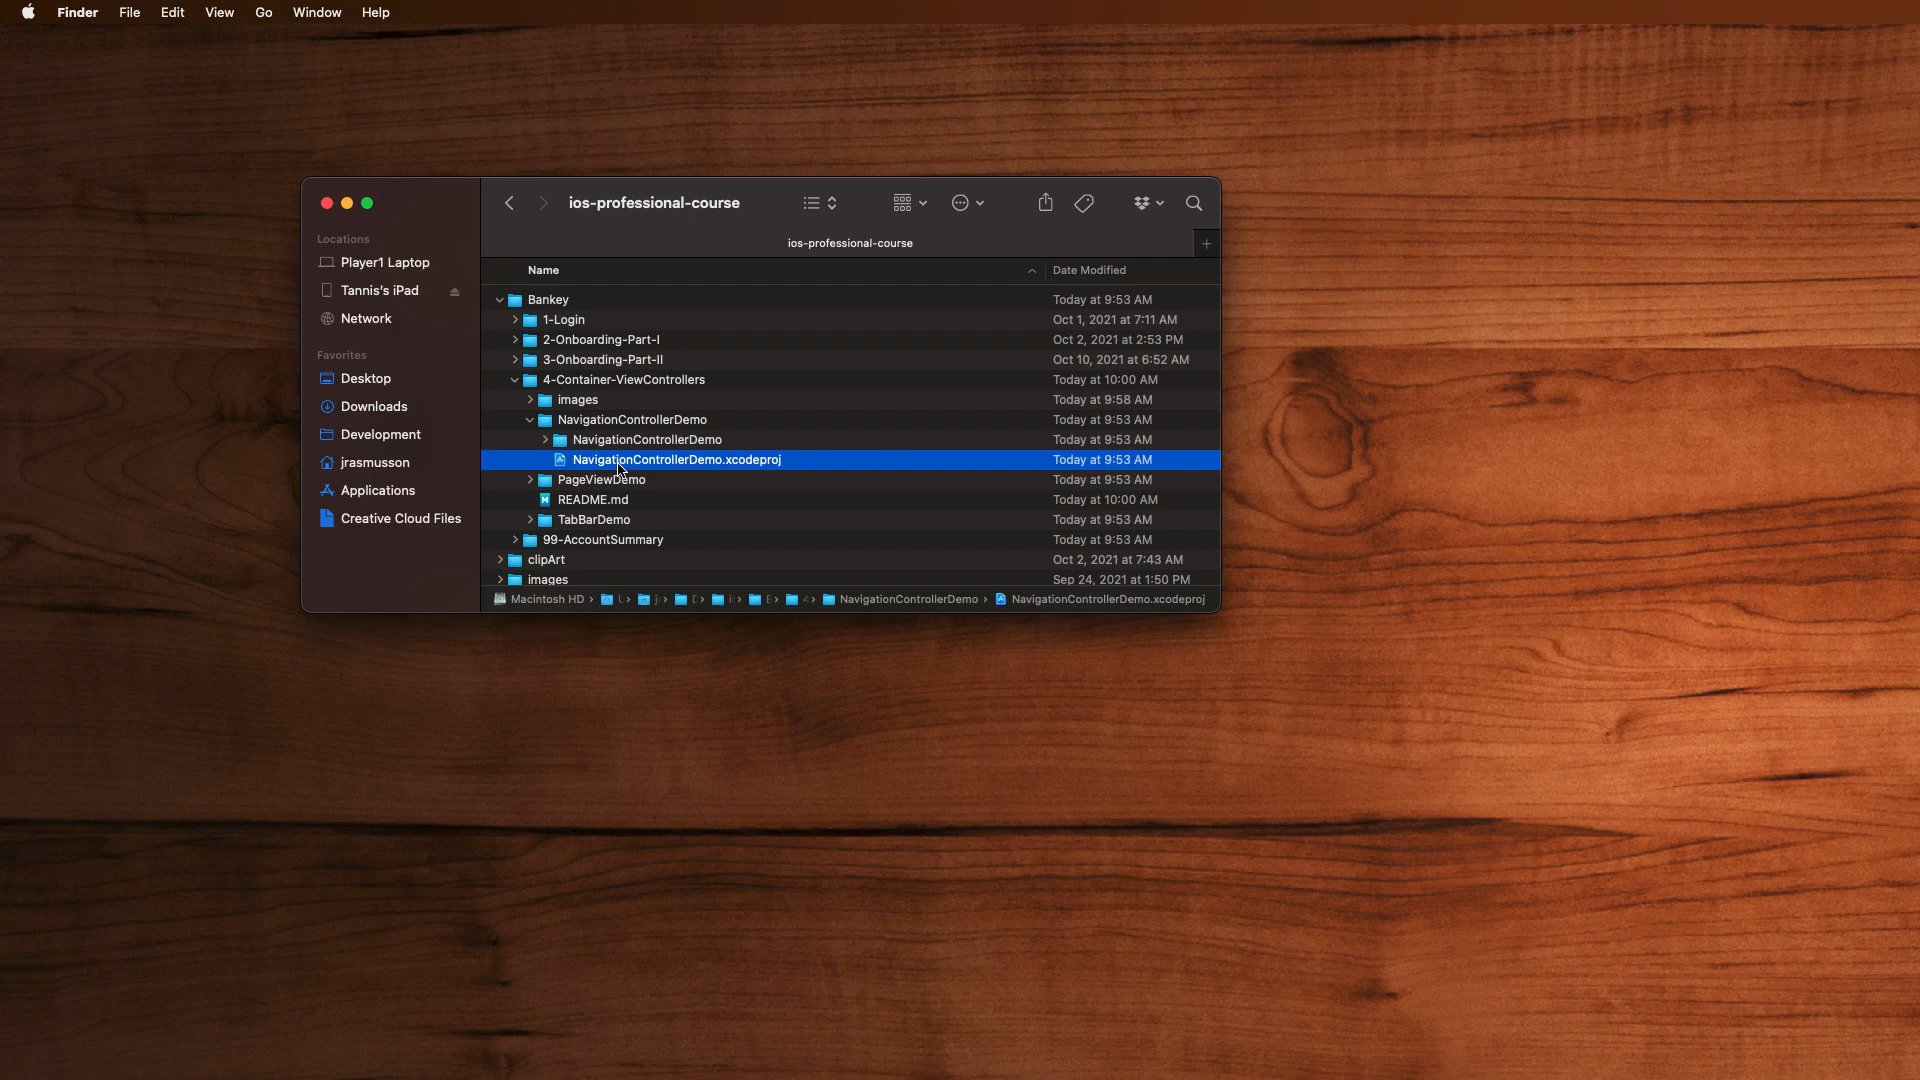 Finder File Edit View Go Window Help
ios-professional-course
ios-professional-course
Locations
Player1 Laptop
Tannis's iPad
Network
Favorites
Desktop
Downloads
Development
jrasmusson
Applications
Creative Cloud Files
Name Date Modified
Bankey Today at 9:53 AM
1-Login Oct 1, 2021 at 7:11 AM
2-Onboarding-Part-I Oct 2, 2021 at 2:53 PM
3-Onboarding-Part-II Oct 10, 2021 at 6:52 AM
4-Container-ViewControllers Today at 10:00 AM
images Today at 9:58 AM
NavigationControllerDemo Today at 9:53 AM
NavigationControllerDemo Today at 9:53 AM
NavigationControllerDemo.xcodeproj Today at 9:53 AM
PageViewDemo Today at 9:53 AM
README.md Today at 10:00 AM
TabBarDemo Today at 9:53 AM
99-AccountSummary Today at 9:53 AM
clipArt Oct 2, 2021 at 7:43 AM
images Sep 24, 2021 at 1:50 PM
Macintosh HD › › › › › › › NavigationControllerDemo › NavigationControllerDemo.xcodeproj